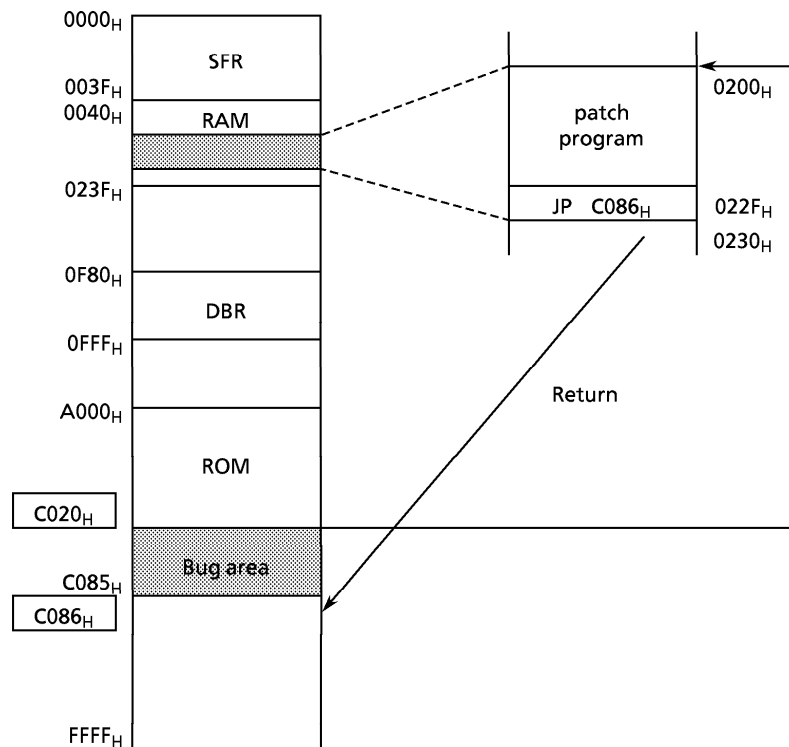 0000H
SFR
003FH
0040H
RAM
023FH
0F80H
DBR
0FFFH
A000H
ROM
C020H
Bug area
C085H
C086H
FFFFH
0200H
patch
program
JP C086H
022FH
0230H
Return